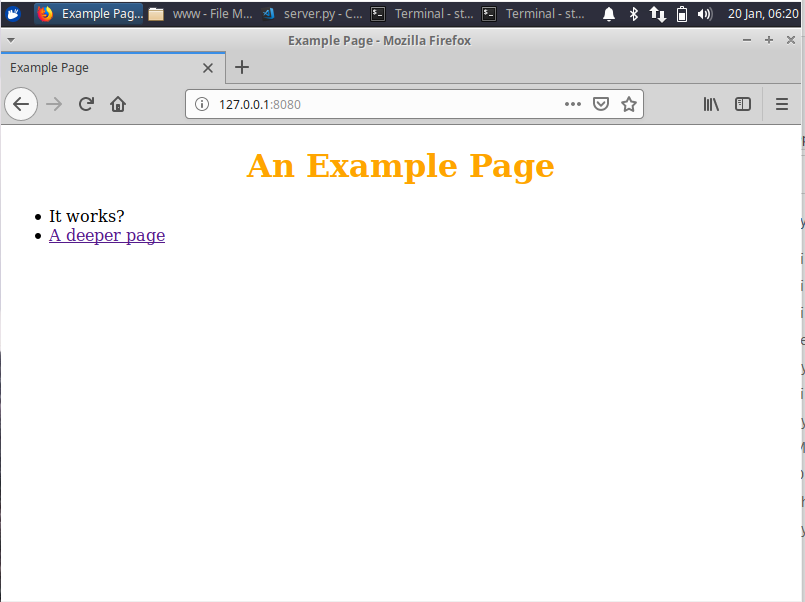 Example Pag... www - File M... server.py - C... Terminal - st... Terminal - st... 20 Jan, 06:20
Example Page - Mozilla Firefox
Example Page
127.0.0.1:8080
An Example Page
It works?
A deeper page